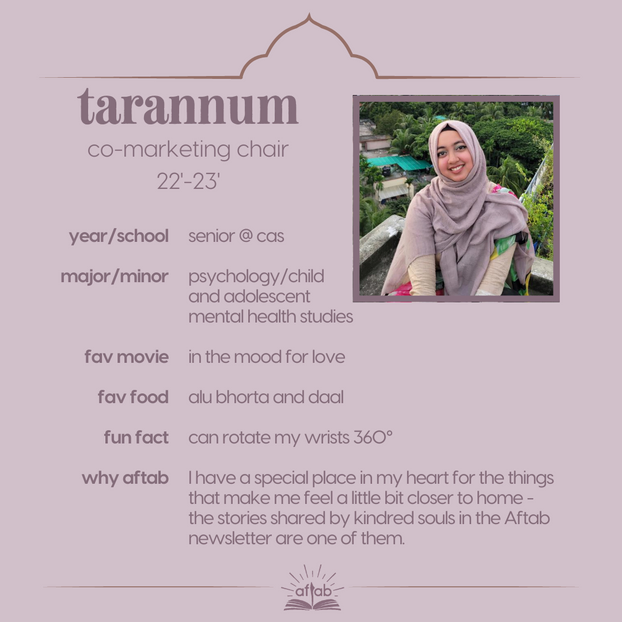 tarannum
co-marketing chair
22'-23'
year/school senior @ cas
major/minor psychology/child
and adolescent
mental health studies
fav movie in the mood for love
fav food alu bhorta and daal
fun fact can rotate my wrists 360°
why aftab I have a special place in my heart for the things
that make me feel a little bit closer to home -
the stories shared by kindred souls in the Aftab
newsletter are one of them.
aftab